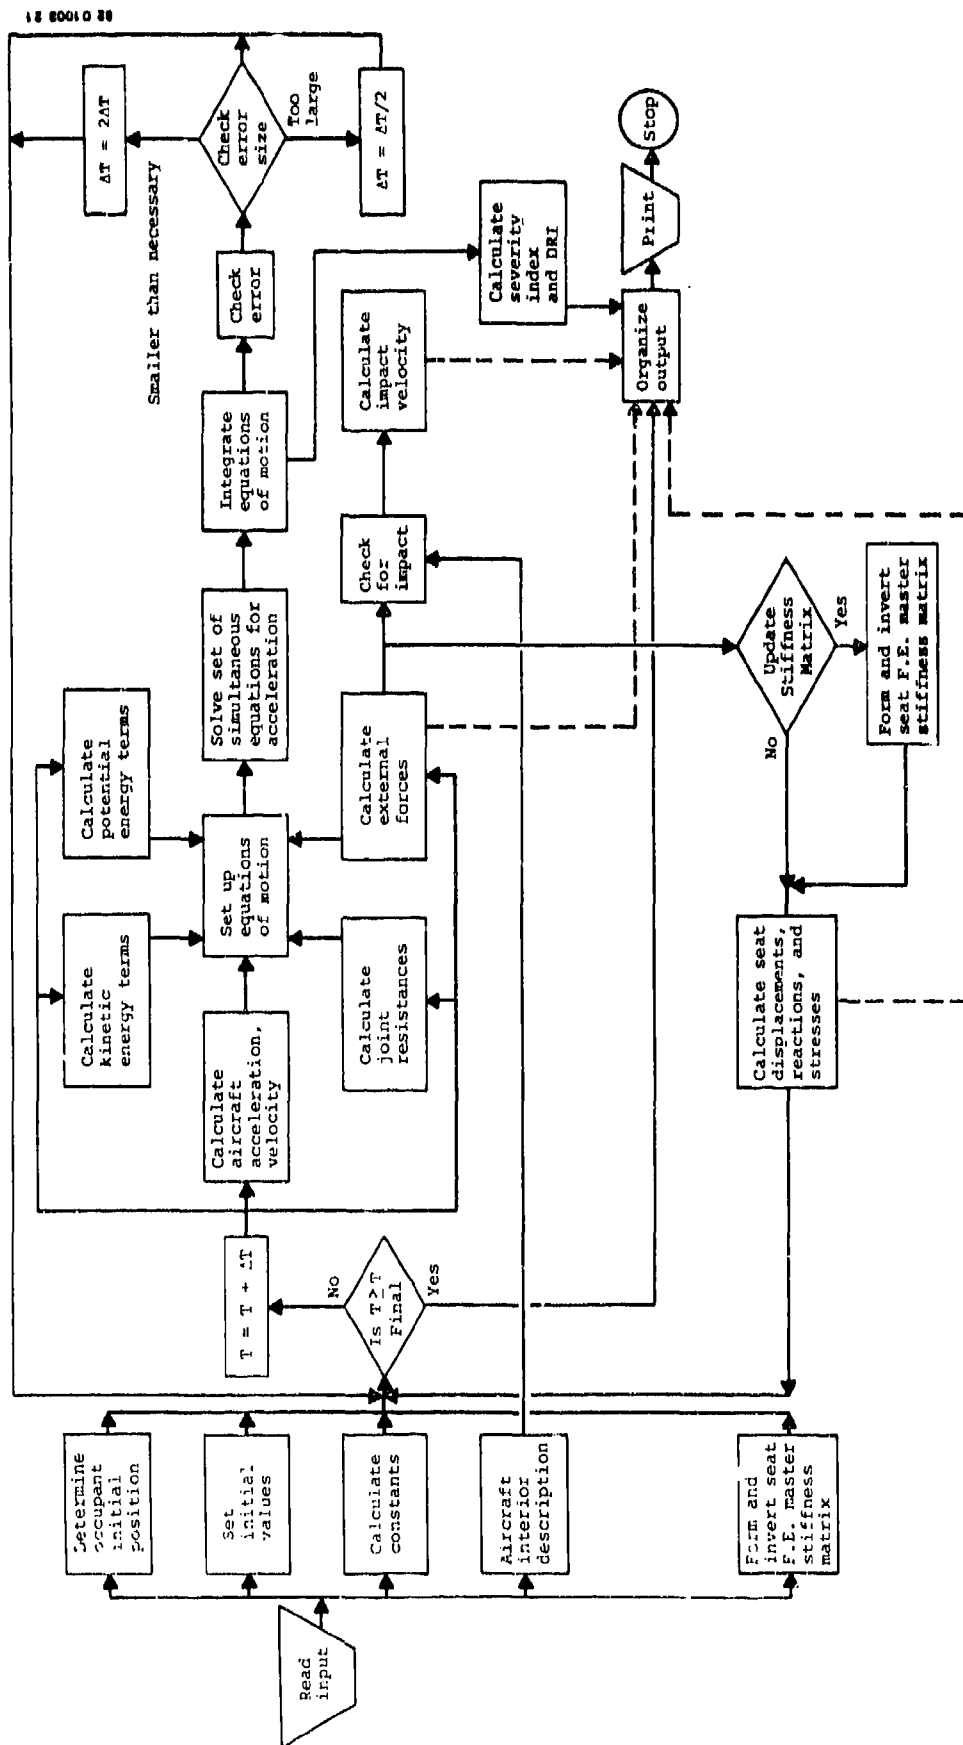 82 01003 21
Read
input
Determine
occupant
initial
position
Set
initial
values
Calculate
constants
Aircraft
interior
description
Form and
invert seat
F.E. master
stiffness
matrix
T = T + ΔT
No
Is T ≥ T
Final
Yes
Calculate
kinetic
energy terms
Calculate
potential
energy terms
Calculate
aircraft
acceleration,
velocity
Set up
equations
of motion
Solve set of
simultaneous
equations for
acceleration
Integrate
equations
of motion
Check
error
Check
error
size
Smaller than necessary
ΔT = 2ΔT
Too
large
ΔT = ΔT/2
Calculate
joint
resistances
Calculate
external
forces
Check
for
impact
Calculate
impact
velocity
Calculate
severity
index
and DRI
Organize
output
Print
Stop
Update
Stiffness
Matrix
No
Yes
Form and invert
seat F.E. master
stiffness matrix
Calculate seat
displacements,
reactions, and
stresses